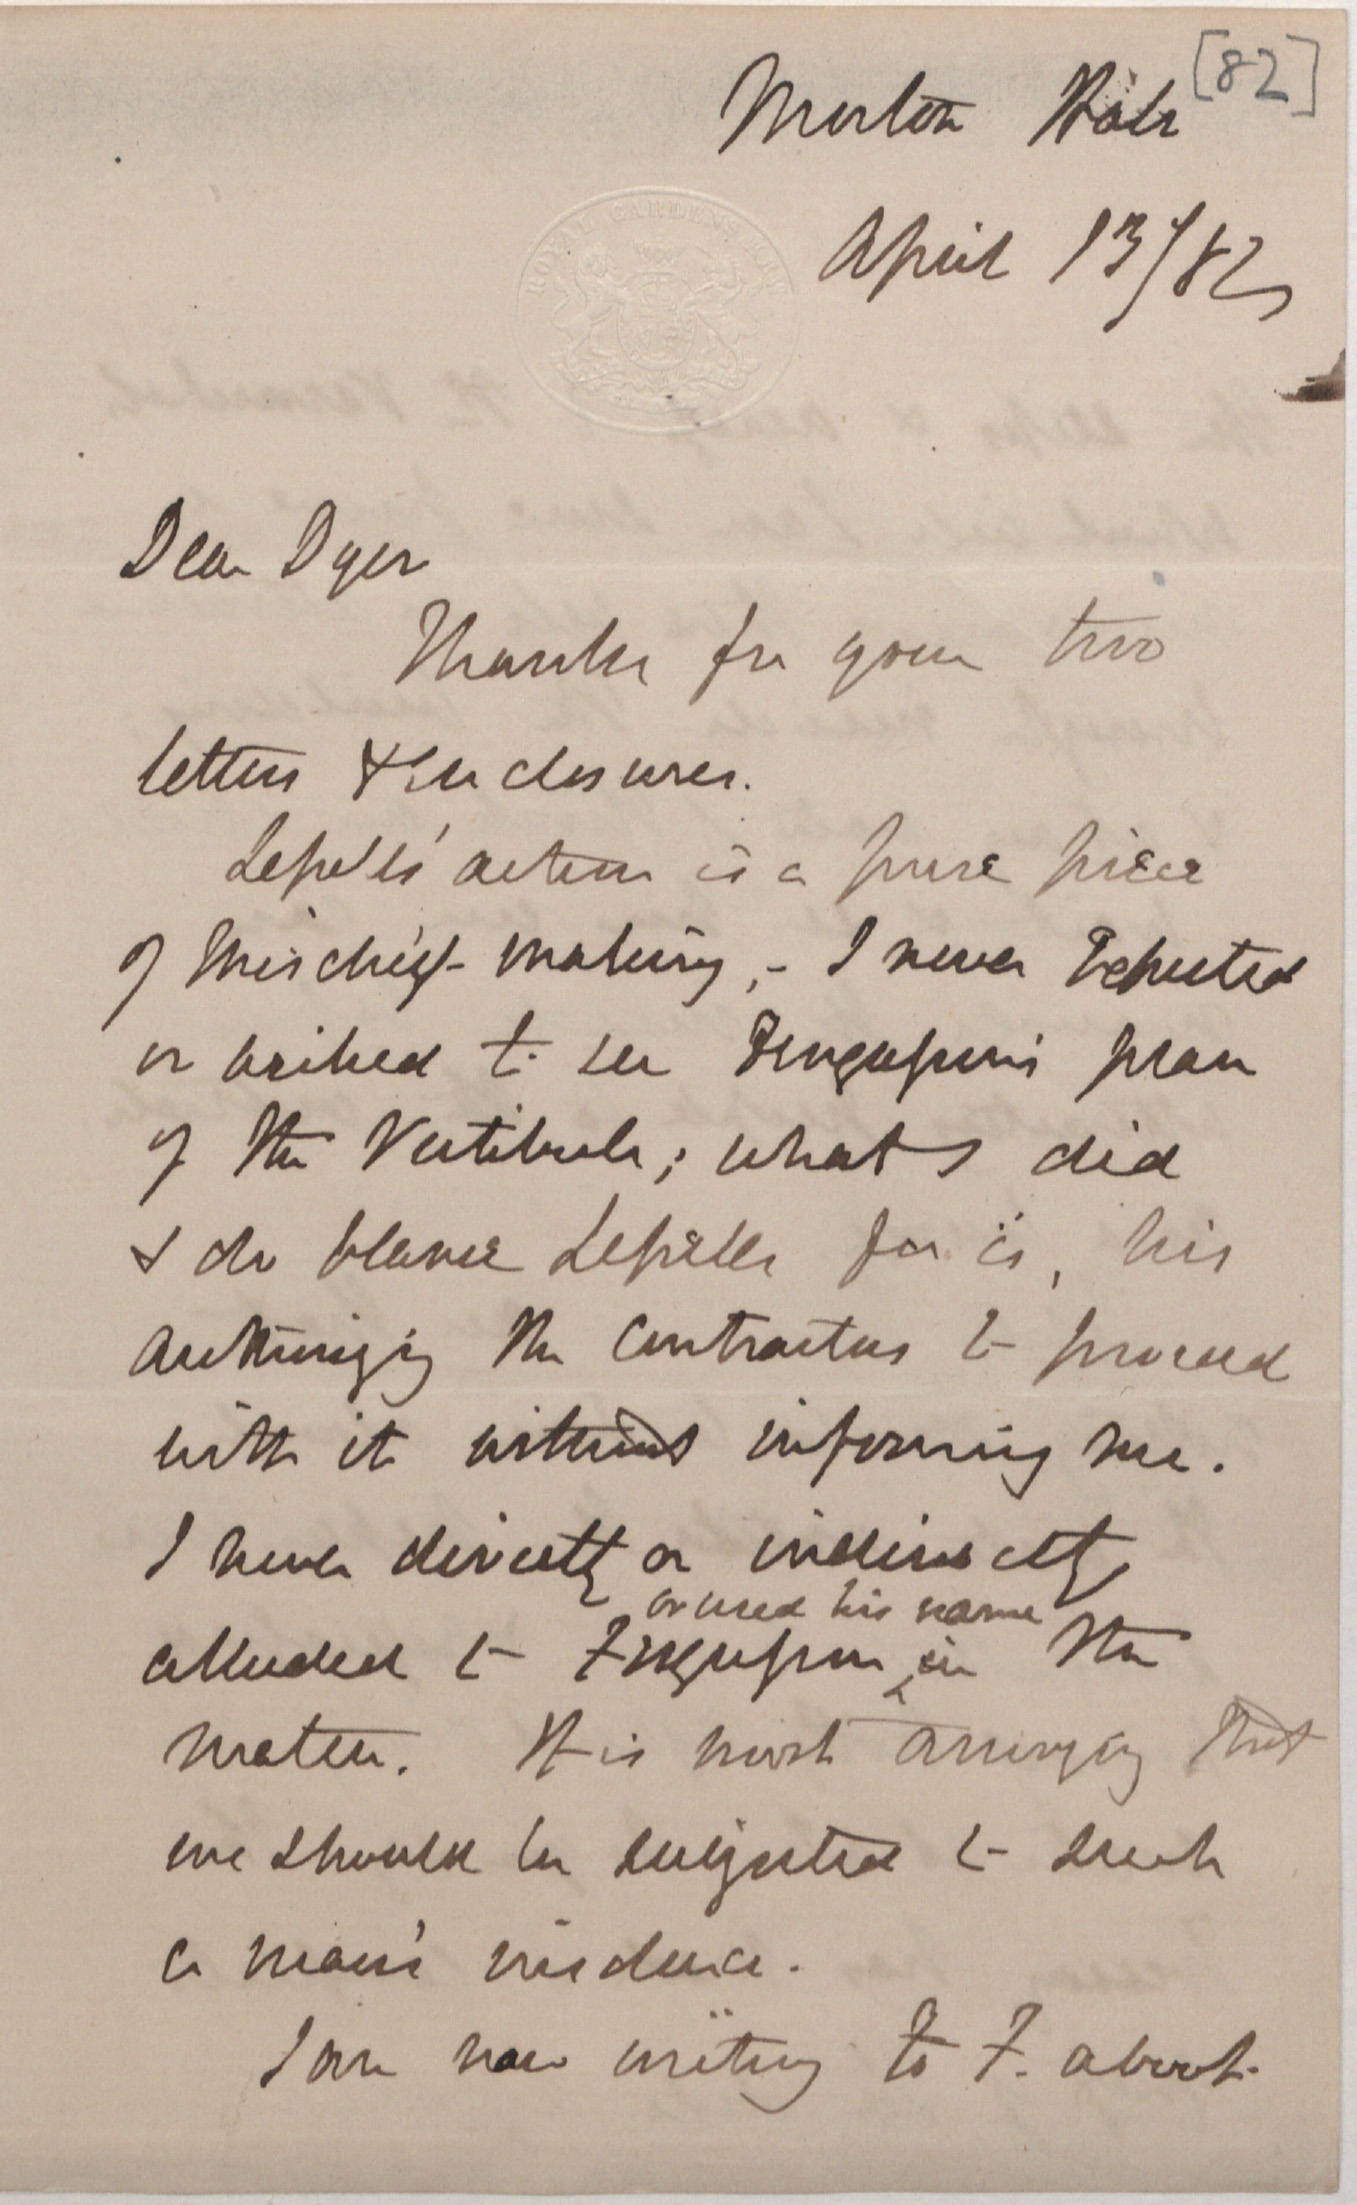 [82]
Morton Hall
April 13/82
ROYAL GARDENS KEW
Dear Dyer
Thanks for your two
letters & enclosures.
action is a pure piece
of mischief-making, - I never expected
or wished to see Fergusson's plan
of the Vestibule; what I did
& do blame for is, his
authorizing the contractors to proceed
with it without informing me.
I never directly or indirectly
or used his name
alluded to Fergusson in the
matter. It is most annoying that
we should be subjected to such
a man's insolence.
I am now writing to F. about